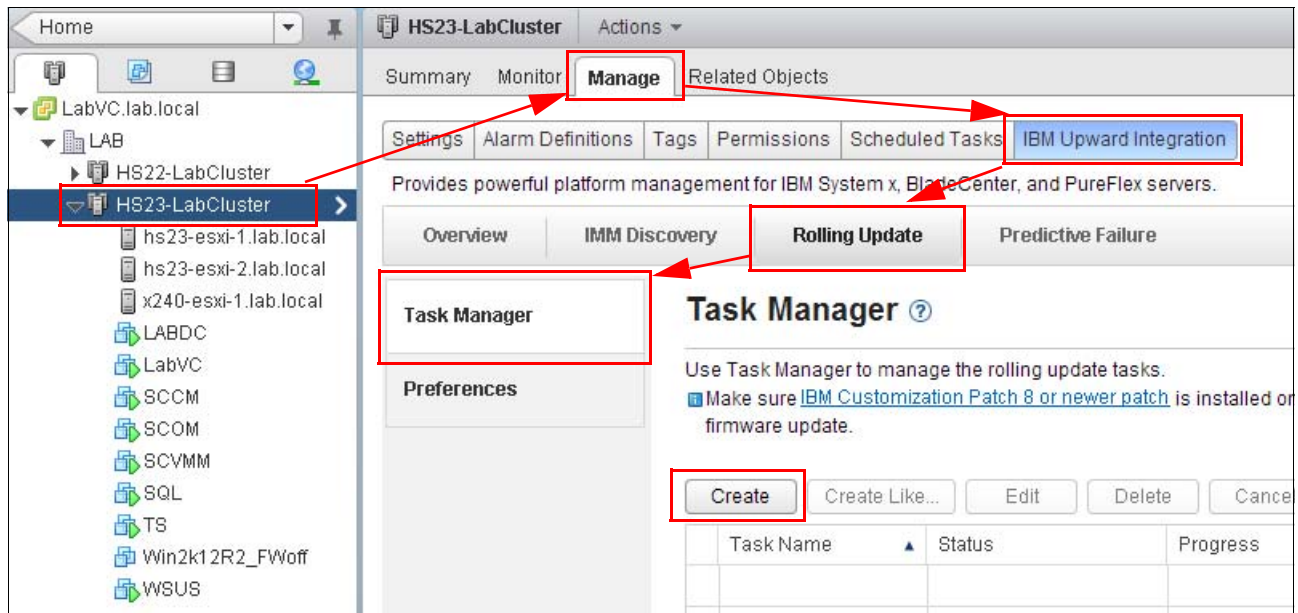 Home
LabVC.lab.local
LAB
HS22-LabCluster
HS23-LabCluster
hs23-esxi-1.lab.local
hs23-esxi-2.lab.local
x240-esxi-1.lab.local
LABDC
LabVC
SCCM
SCOM
SCVMM
SQL
TS
Win2k12R2_FWoff
WSUS
HS23-LabCluster Actions
Summary Monitor Manage Related Objects
Settings Alarm Definitions Tags Permissions Scheduled Tasks IBM Upward Integration
Provides powerful platform management for IBM System x, BladeCenter, and PureFlex servers.
Overview IMM Discovery Rolling Update Predictive Failure
Task Manager
Preferences
Task Manager ?
Use Task Manager to manage the rolling update tasks.
Make sure IBM Customization Patch 8 or newer patch is installed or
firmware update.
Create Create Like... Edit Delete Cancel
Task Name Status Progress